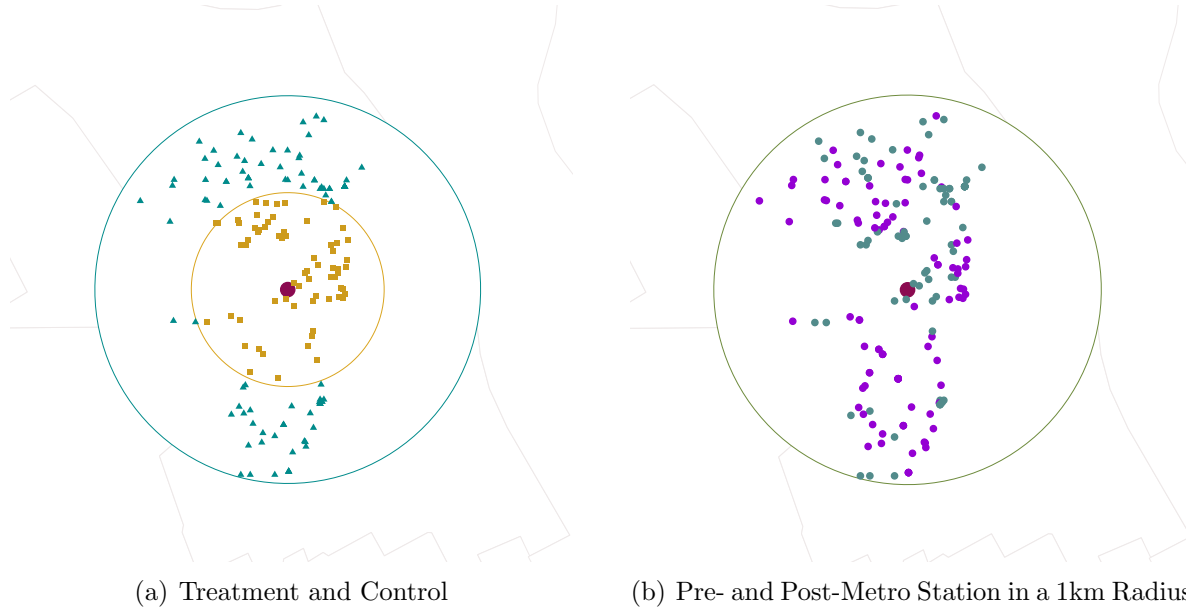 (a) Treatment and Control
(b) Pre- and Post-Metro Station in a 1km Radius